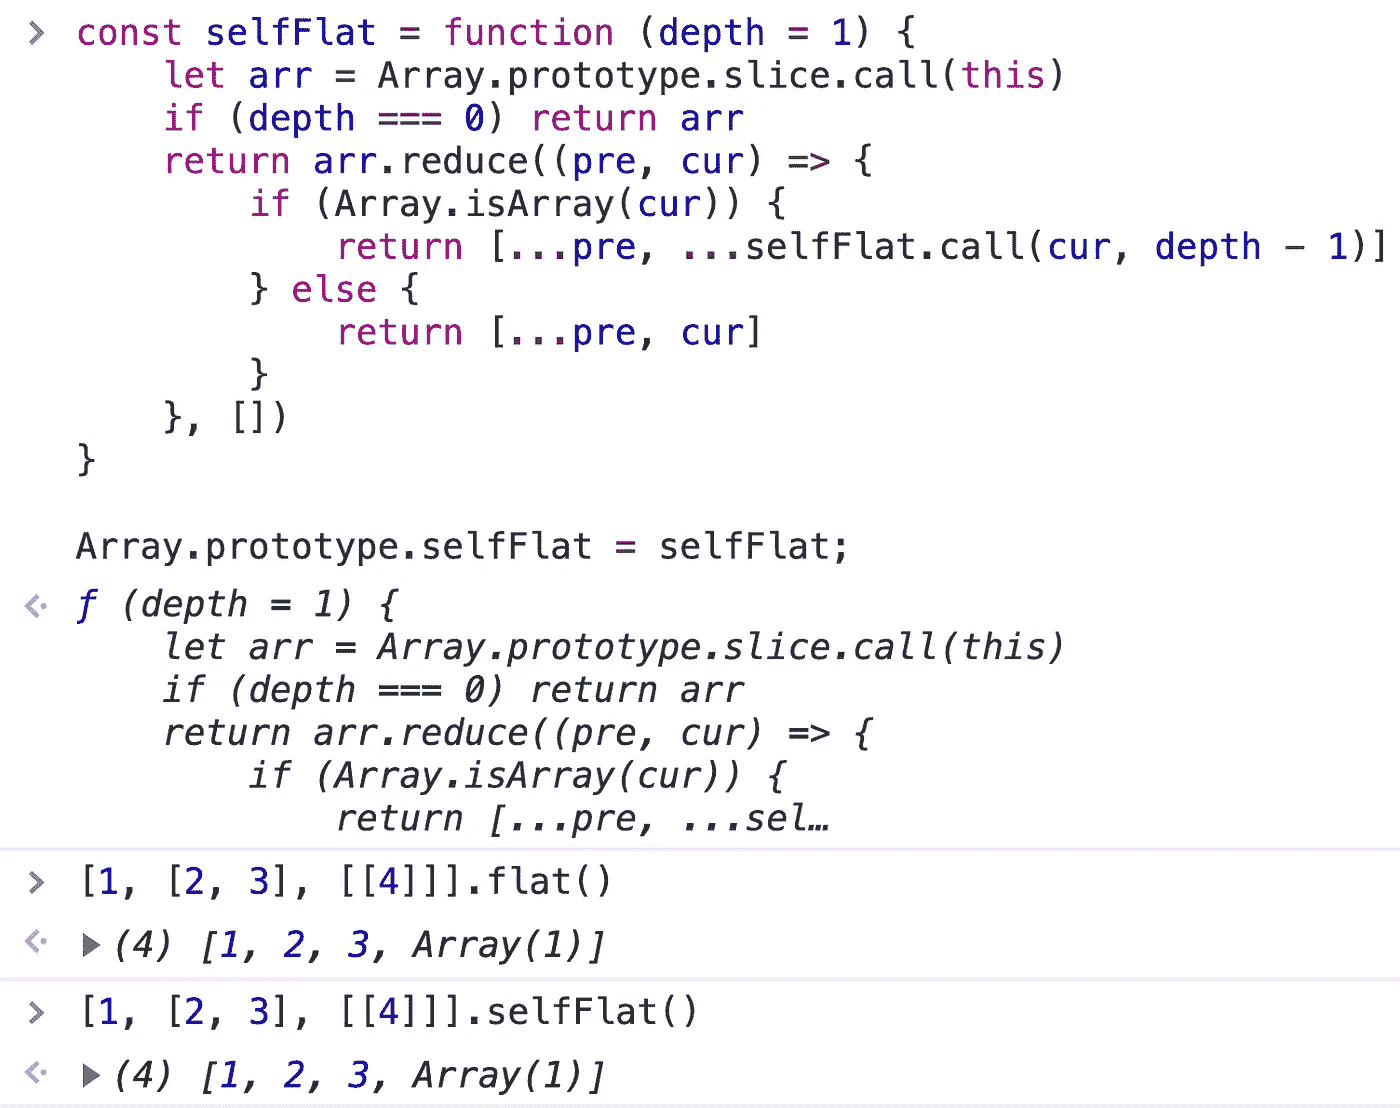 > const selfFlat = function (depth = 1) {
    let arr = Array.prototype.slice.call(this)
    if (depth === 0) return arr
    return arr.reduce((pre, cur) => {
        if (Array.isArray(cur)) {
            return [...pre, ...selfFlat.call(cur, depth - 1)]
        } else {
            return [...pre, cur]
        }
    }, [])
}

Array.prototype.selfFlat = selfFlat;
<· ƒ (depth = 1) {
    let arr = Array.prototype.slice.call(this)
    if (depth === 0) return arr
    return arr.reduce((pre, cur) => {
        if (Array.isArray(cur)) {
            return [...pre, ...sel…
> [1, [2, 3], [[4]]].flat()
<· ▶(4) [1, 2, 3, Array(1)]
> [1, [2, 3], [[4]]].selfFlat()
<· ▶(4) [1, 2, 3, Array(1)]